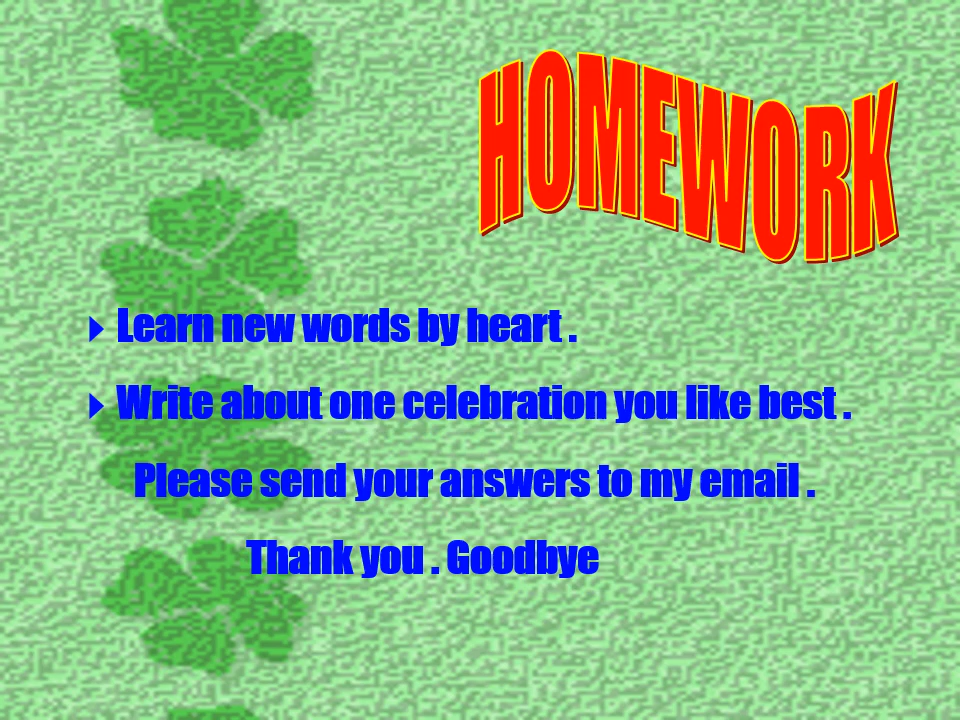 HOMEWORK
Learn new words by heart .
Write about one celebration you like best .
Please send your answers to my email .
Thank you . Goodbye